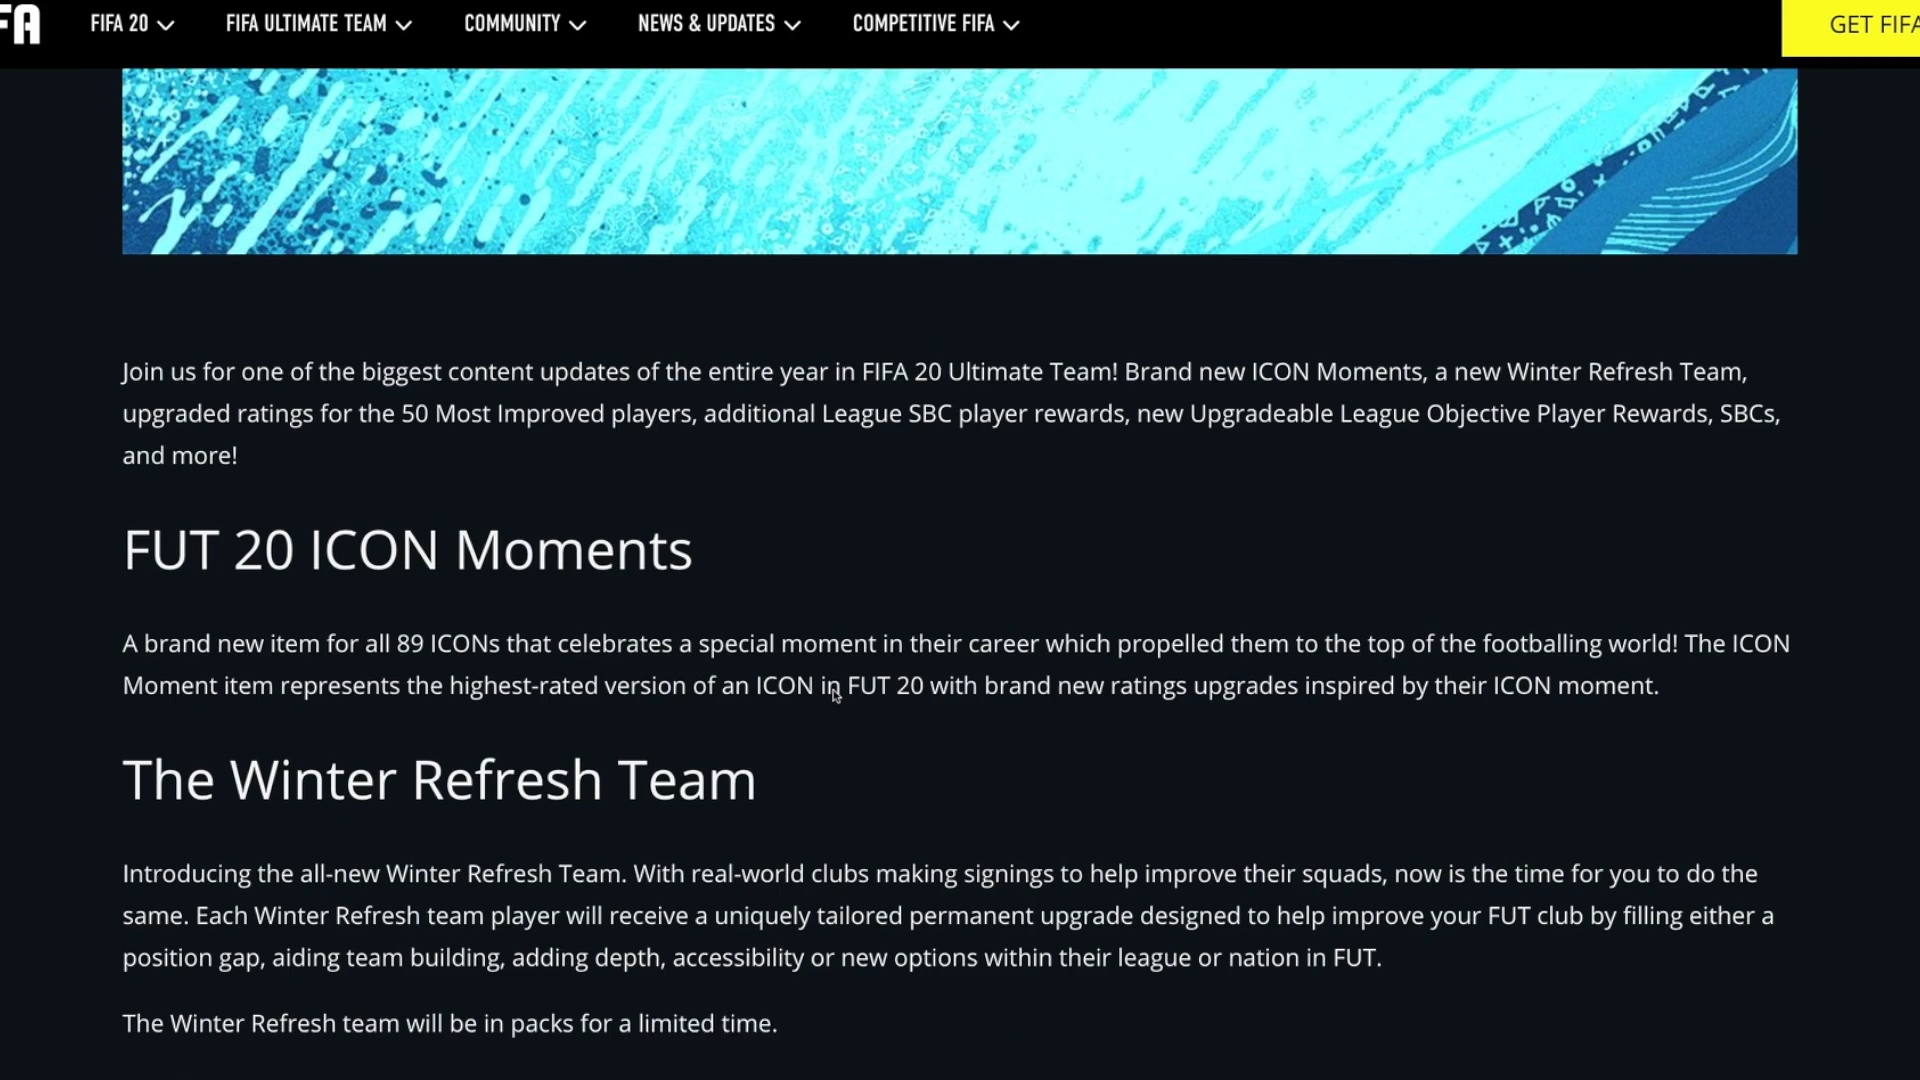 FA
FIFA 20
FIFA ULTIMATE TEAM
COMMUNITY
NEWS & UPDATES
COMPETITIVE FIFA
GET FIFA
Join us for one of the biggest content updates of the entire year in FIFA 20 Ultimate Team! Brand new ICON Moments, a new Winter Refresh Team,
upgraded ratings for the 50 Most Improved players, additional League SBC player rewards, new Upgradeable League Objective Player Rewards, SBCs,
and more!
FUT 20 ICON Moments
A brand new item for all 89 ICONs that celebrates a special moment in their career which propelled them to the top of the footballing world! The ICON
Moment item represents the highest-rated version of an ICON in FUT 20 with brand new ratings upgrades inspired by their ICON moment.
The Winter Refresh Team
Introducing the all-new Winter Refresh Team. With real-world clubs making signings to help improve their squads, now is the time for you to do the
same. Each Winter Refresh team player will receive a uniquely tailored permanent upgrade designed to help improve your FUT club by filling either a
position gap, aiding team building, adding depth, accessibility or new options within their league or nation in FUT.
The Winter Refresh team will be in packs for a limited time.